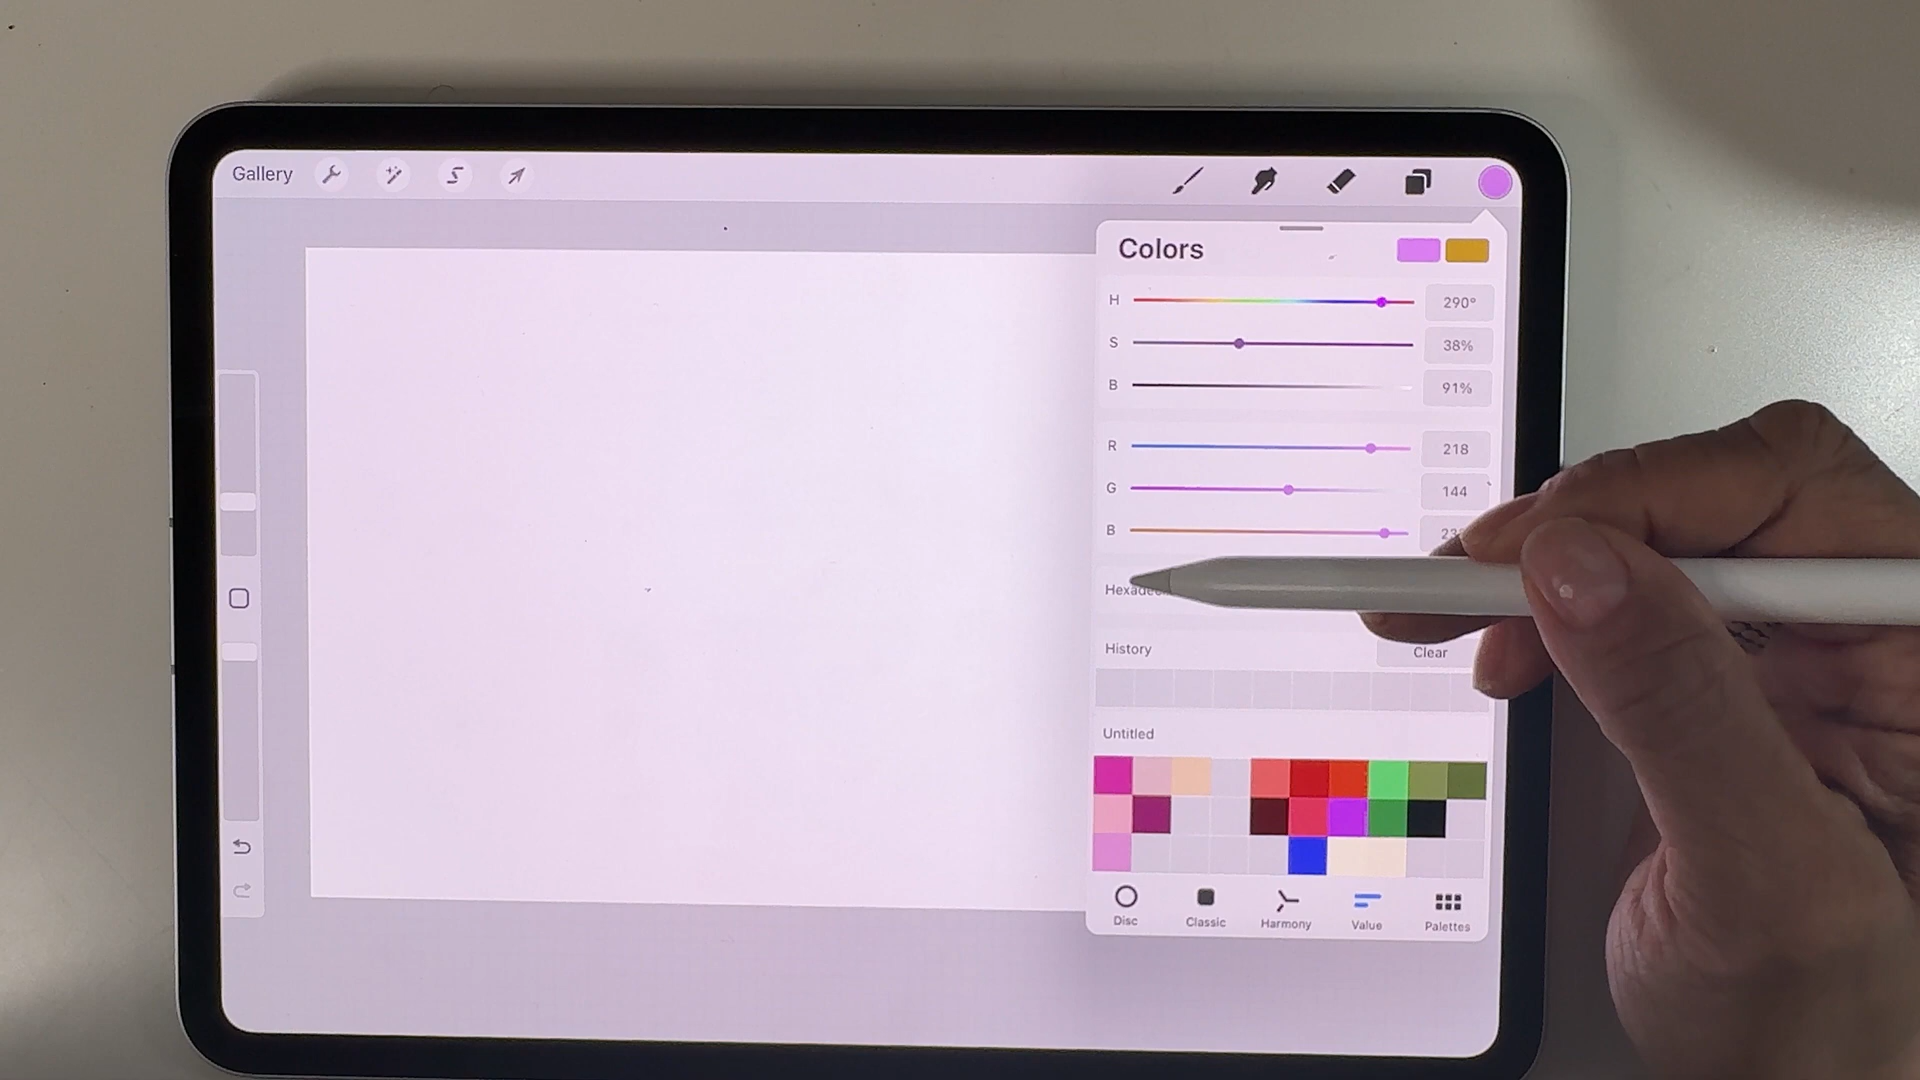 Gallery
Colors
H 290°
S 38%
B 91%
R 218
G 144
B
History Clear
Untitled
Disc Classic Harmony Value Palettes